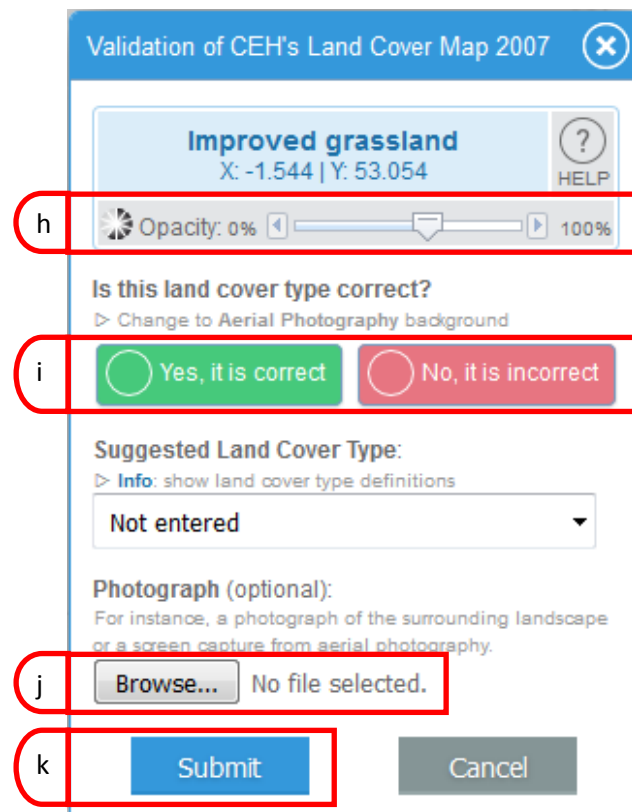 Validation of CEH's Land Cover Map 2007
Improved grassland
X: -1.544 | Y: 53.054
?
HELP
h
Opacity: 0% 100%
Is this land cover type correct?
▷ Change to Aerial Photography background
i
Yes, it is correct No, it is incorrect
Suggested Land Cover Type:
▷ Info: show land cover type definitions
Not entered
Photograph (optional):
For instance, a photograph of the surrounding landscape
or a screen capture from aerial photography.
j
Browse... No file selected.
k
Submit Cancel